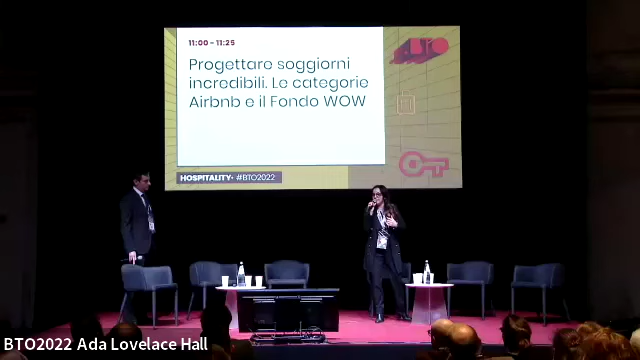 11:00 - 11:25
Progettare soggiorni
incredibili. Le categorie
Airbnb e il Fondo WOW
HOSPITALITY• #BTO2022
BTO2022 Ada Lovelace Hall